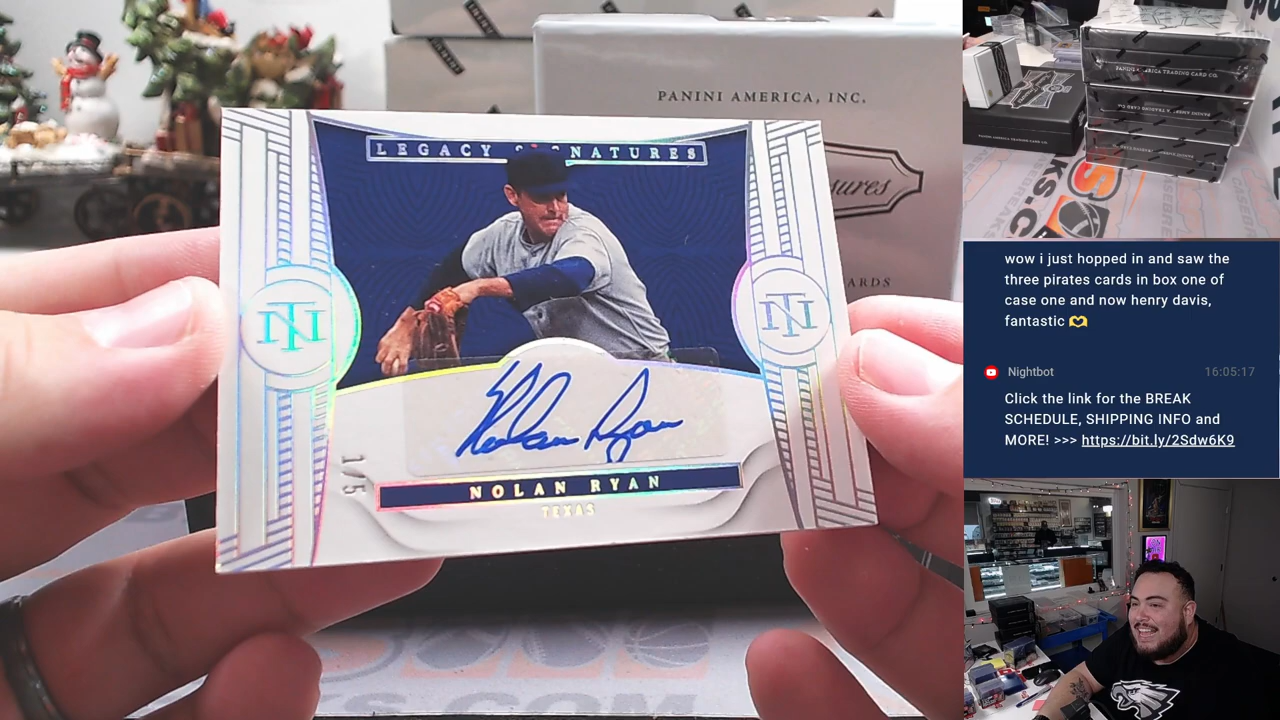 PANINI AMERICA, INC.
LEGACY SIGNATURES
Nolan Ryan
1/5
NOLAN RYAN
TEXAS
wow i just hopped in and saw the
three pirates cards in box one of
case one and now henry davis,
fantastic 🫶
Nightbot 16:05:17
Click the link for the BREAK
SCHEDULE, SHIPPING INFO and
MORE! >>> https://bit.ly/2Sdw6K9